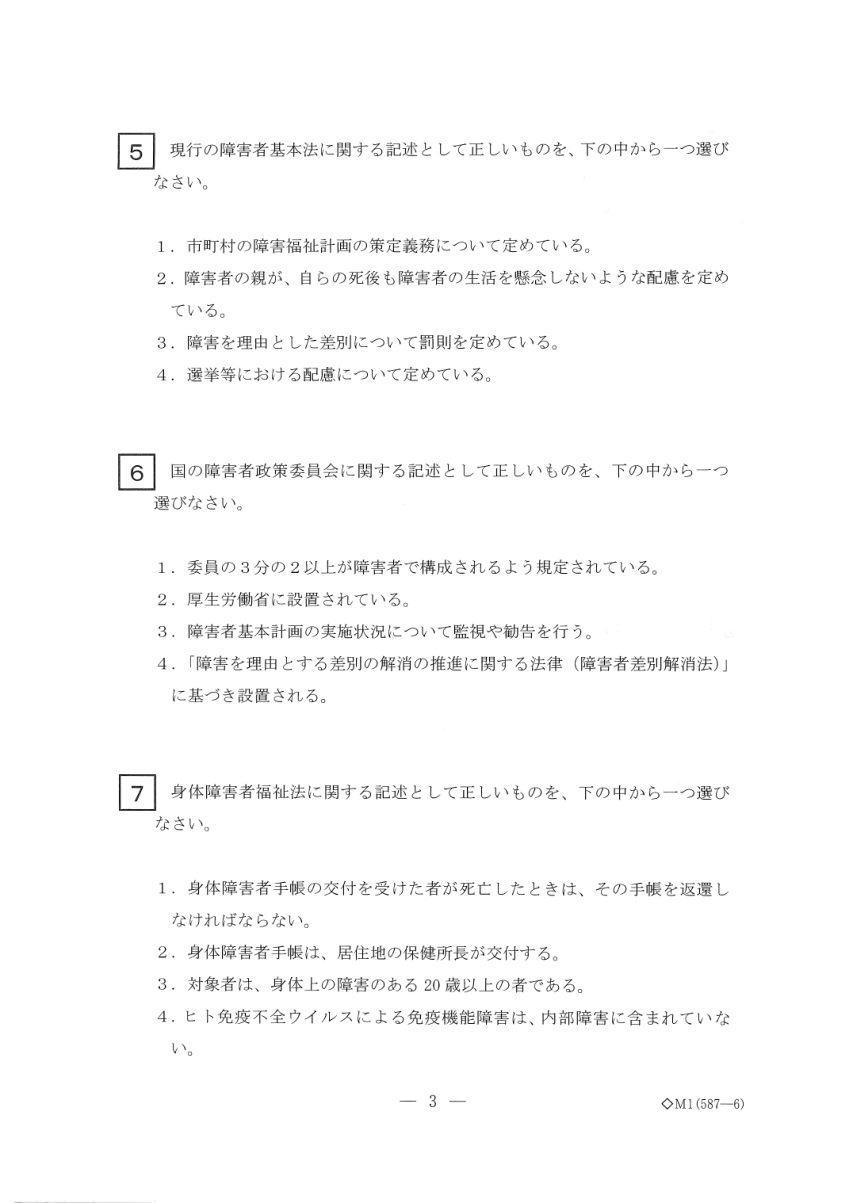 5 現行の障害者基本法に関する記述として正しいものを、下の中から一つ選び
なさい。
1．市町村の障害福祉計画の策定義務について定めている。
2．障害者の親が、自らの死後も障害者の生活を懸念しないような配慮を定め
ている。
3．障害を理由とした差別について罰則を定めている。
4．選挙等における配慮について定めている。
6 国の障害者政策委員会に関する記述として正しいものを、下の中から一つ
選びなさい。
1．委員の3分の2以上が障害者で構成されるよう規定されている。
2．厚生労働省に設置されている。
3．障害者基本計画の実施状況について監視や勧告を行う。
4．「障害を理由とする差別の解消の推進に関する法律（障害者差別解消法）」
に基づき設置される。
7 身体障害者福祉法に関する記述として正しいものを、下の中から一つ選び
なさい。
1．身体障害者手帳の交付を受けた者が死亡したときは、その手帳を返還し
なければならない。
2．身体障害者手帳は、居住地の保健所長が交付する。
3．対象者は、身体上の障害のある 20 歳以上の者である。
4．ヒト免疫不全ウイルスによる免疫機能障害は、内部障害に含まれていな
い。
― 3 ―
◇M1(587―6)